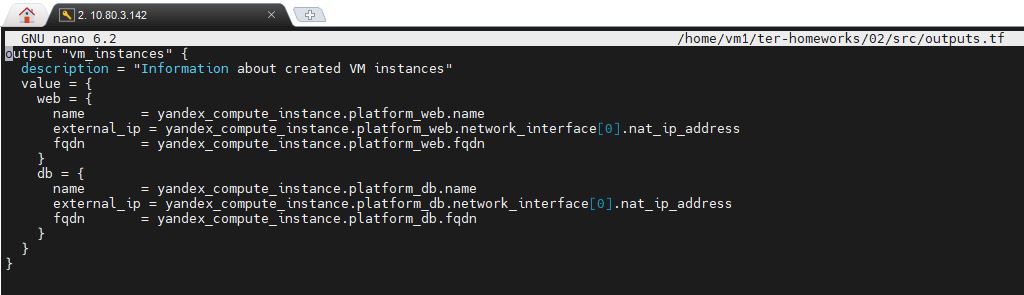 2. 10.80.3.142
GNU nano 6.2 /home/vm1/ter-homeworks/02/src/outputs.tf
output "vm_instances" {
  description = "Information about created VM instances"
  value = {
    web = {
      name       = yandex_compute_instance.platform_web.name
      external_ip = yandex_compute_instance.platform_web.network_interface[0].nat_ip_address
      fqdn       = yandex_compute_instance.platform_web.fqdn
    }
    db = {
      name       = yandex_compute_instance.platform_db.name
      external_ip = yandex_compute_instance.platform_db.network_interface[0].nat_ip_address
      fqdn       = yandex_compute_instance.platform_db.fqdn
    }
  }
}